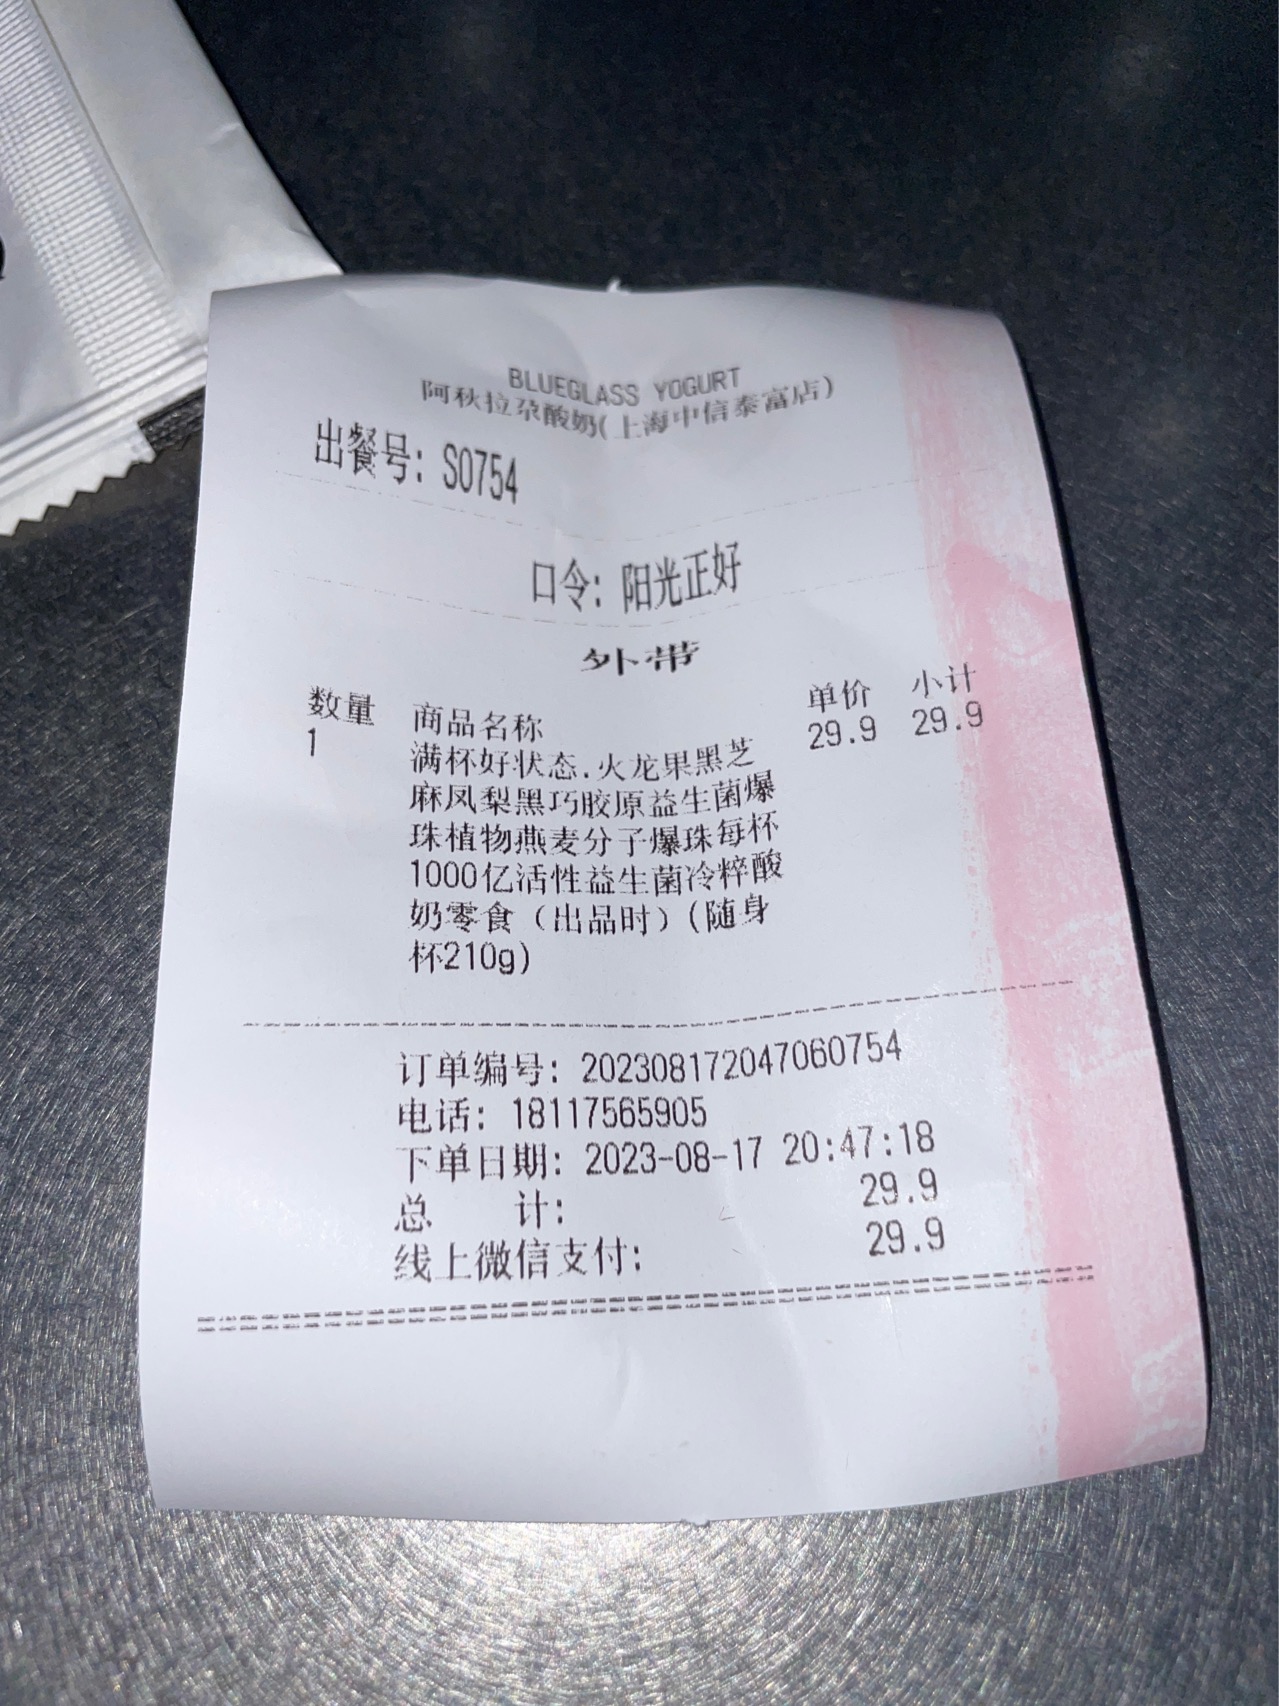 BLUEGLASS YOGURT
阿秋拉尕酸奶(上海中信泰富店)
出餐号: S0754
口令: 阳光正好
外带
数量 商品名称 单价 小计
1 满杯好状态.火龙果黑芝 29.9 29.9
麻凤梨黑巧胶原益生菌爆
珠植物燕麦分子爆珠每杯
1000亿活性益生菌冷粹酸
奶零食（出品时）(随身
杯210g)
订单编号: 202308172047060754
电话: 18117565905
下单日期: 2023-08-17 20:47:18
总 计: 29.9
线上微信支付: 29.9